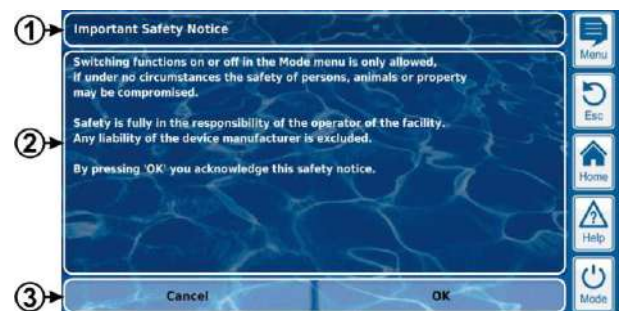 1
Important Safety Notice
Menu
2
Switching functions on or off in the Mode menu is only allowed,
if under no circumstances the safety of persons, animals or property
may be compromised.
Safety is fully in the responsibility of the operator of the facility.
Any liability of the device manufacturer is excluded.
By pressing 'OK' you acknowledge this safety notice.
Esc
Home
?
Help
3
Cancel
OK
Mode